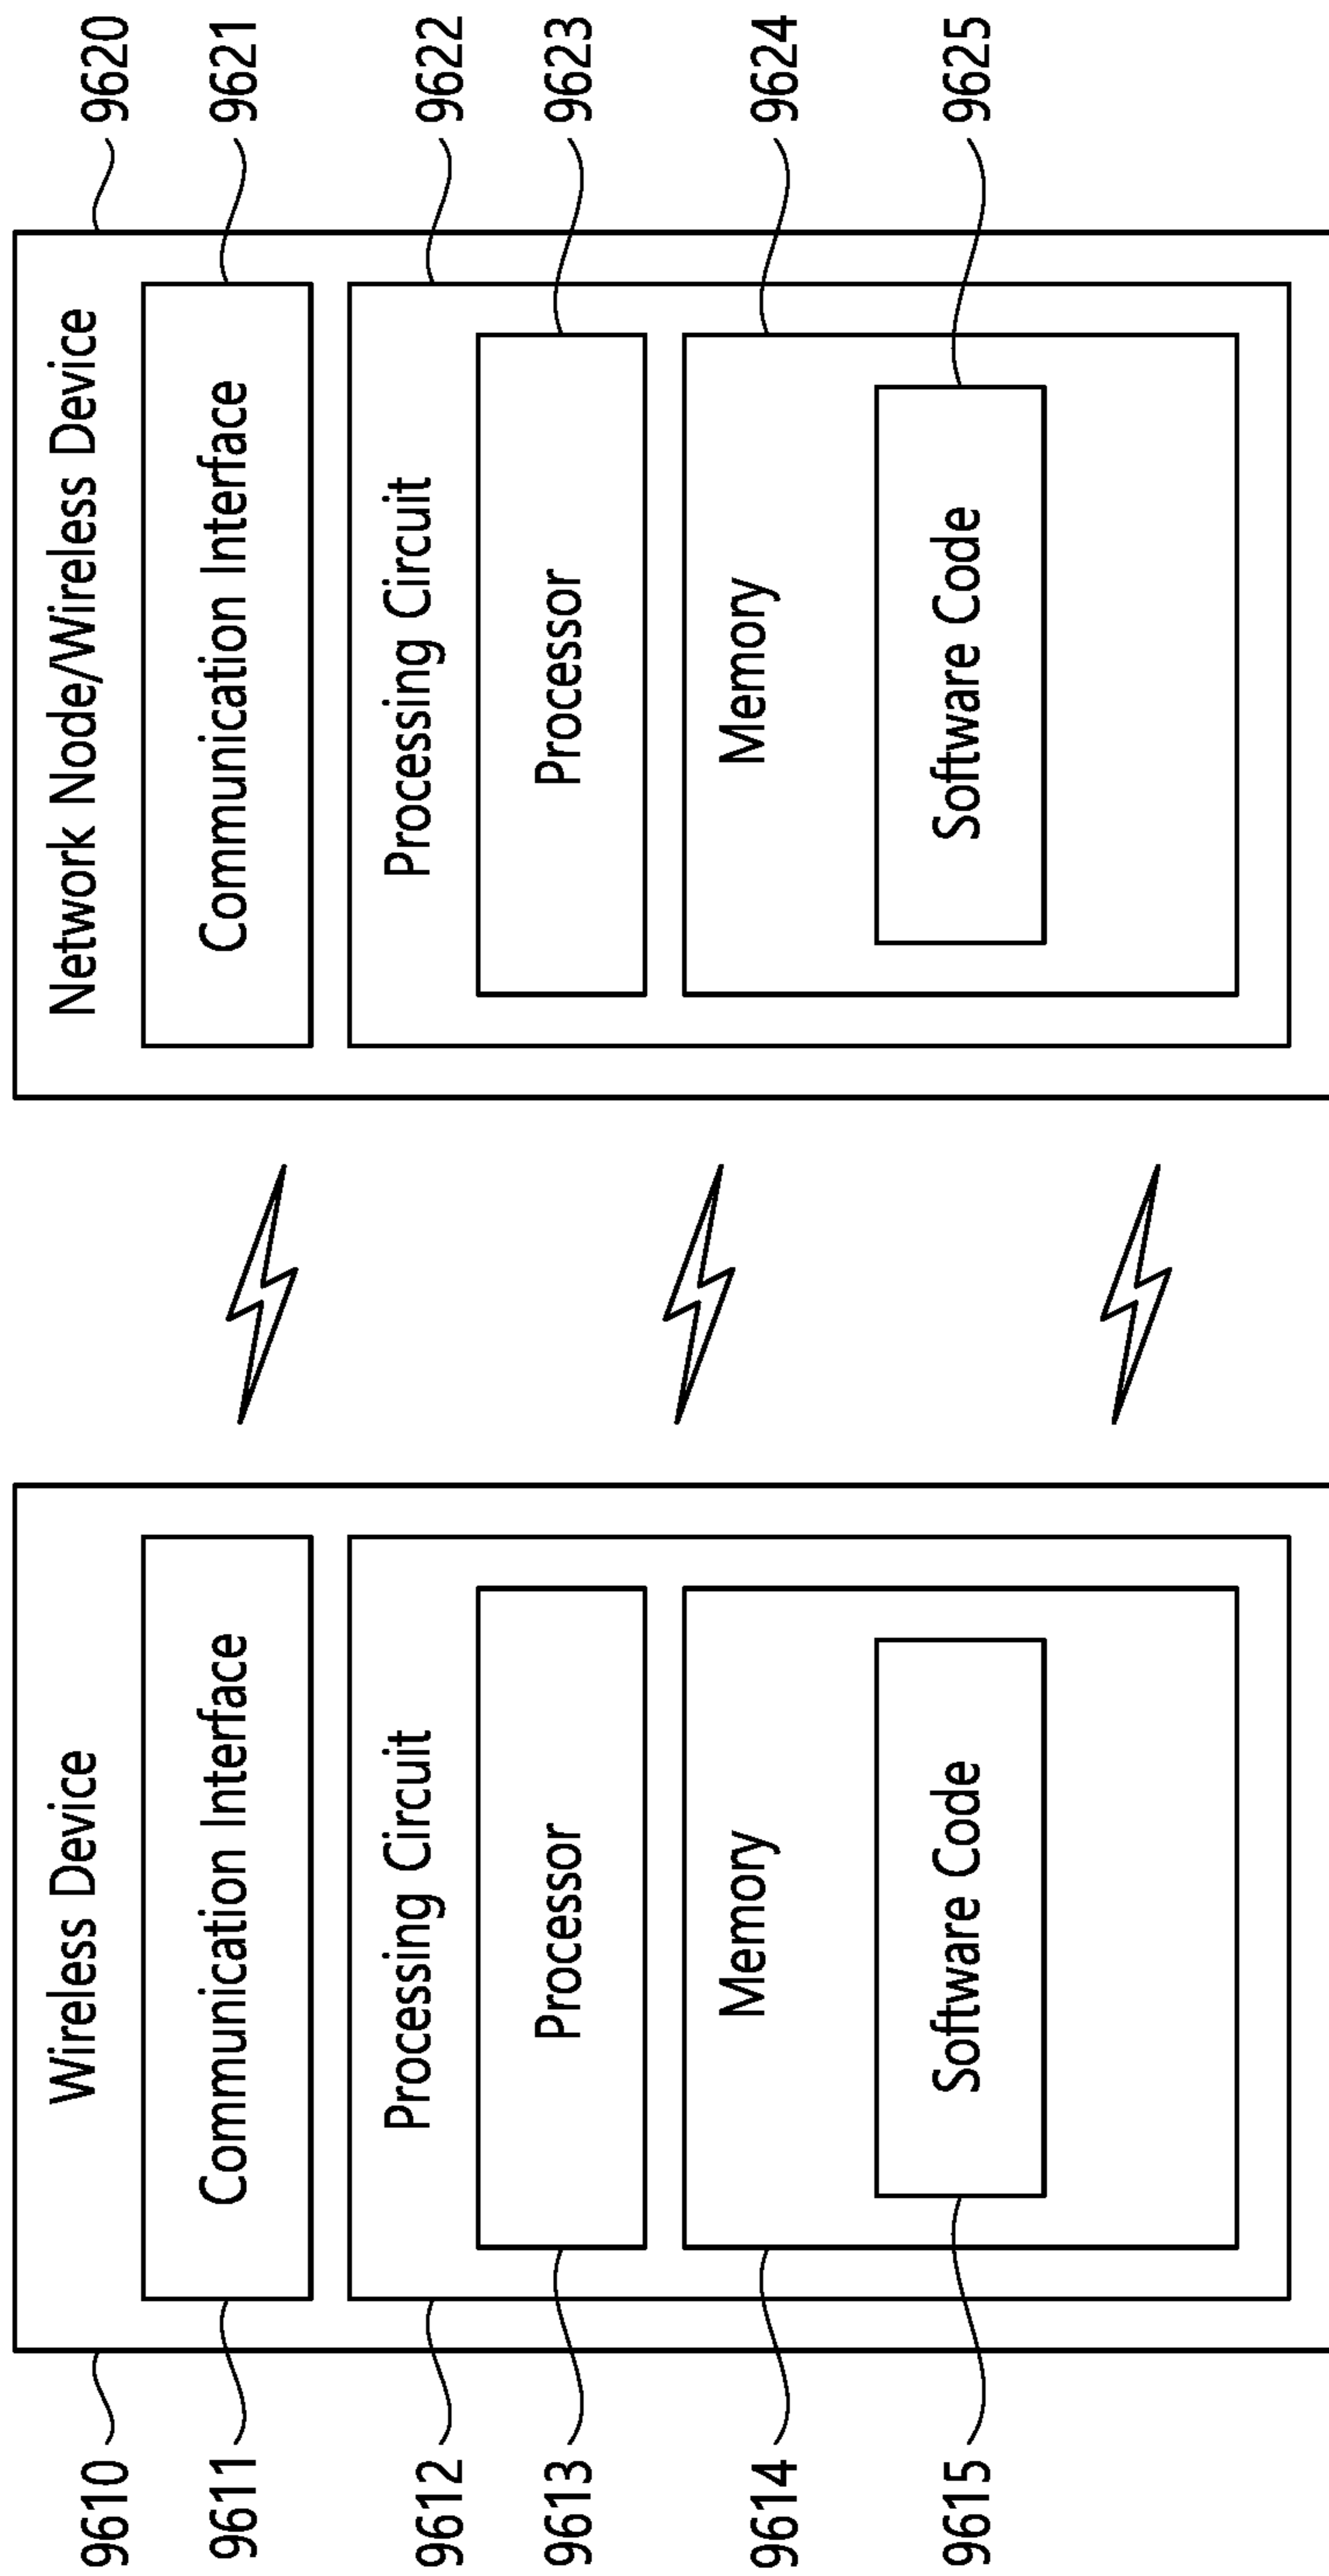 Wireless Device
Communication Interface
Processing Circuit
Processor
Memory
Software Code
9610
9611
9612
9613
9614
9615
Network Node/Wireless Device
Communication Interface
Processing Circuit
Processor
Memory
Software Code
9620
9621
9622
9623
9624
9625